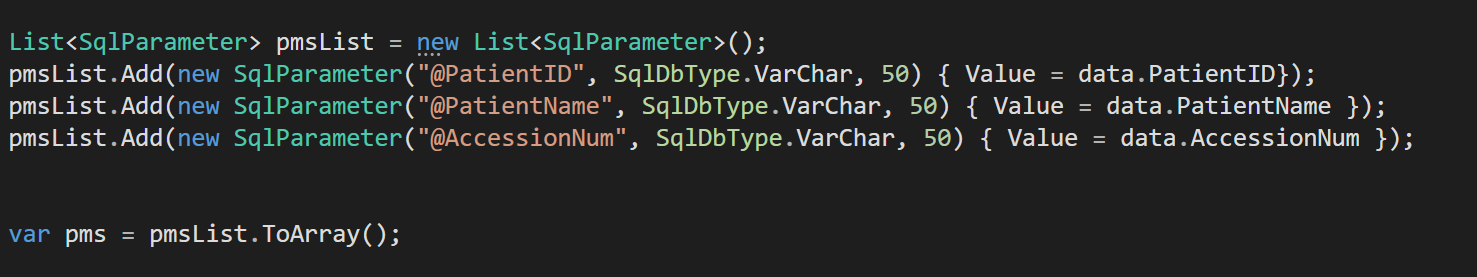 List<SqlParameter> pmsList = new List<SqlParameter>();
pmsList.Add(new SqlParameter("@PatientID", SqlDbType.VarChar, 50) { Value = data.PatientID});
pmsList.Add(new SqlParameter("@PatientName", SqlDbType.VarChar, 50) { Value = data.PatientName });
pmsList.Add(new SqlParameter("@AccessionNum", SqlDbType.VarChar, 50) { Value = data.AccessionNum });
var pms = pmsList.ToArray();